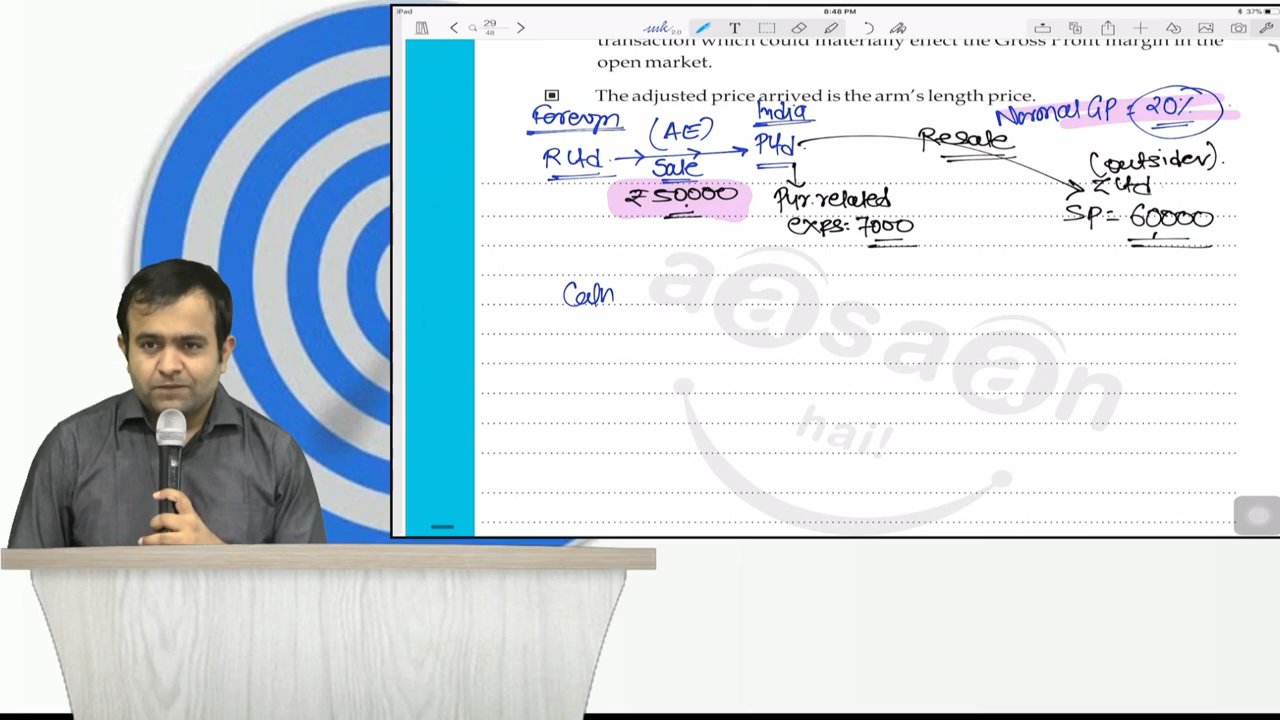 iPad
8:48 PM
37%
29
48
T
transaction which could materially effect the Gross Profit margin in the
open market.
The adjusted price arrived is the arm's length price.
Foreign
(AE)
India
Normal GP = 20%
R Ltd
Sale
P Ltd
Resale
(outsider).
Z Ltd
₹ 50000
Pur. related
exps: 7000
SP = 60000
Caln
aasaan
hai!